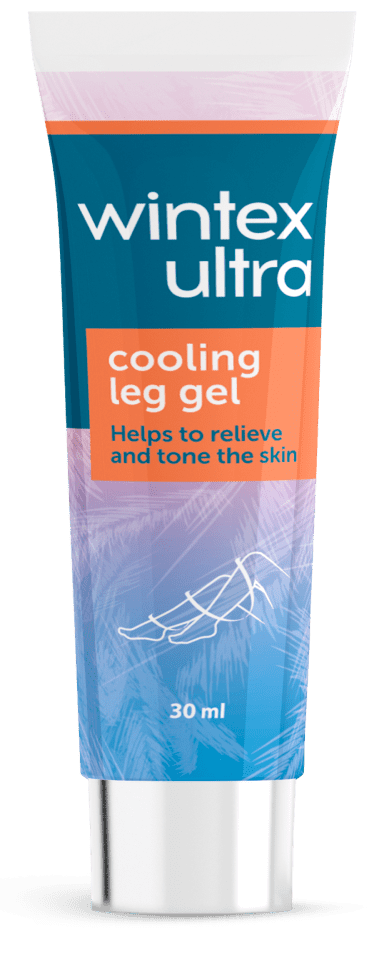 wintex
ultra
cooling
leg gel
Helps to relieve
and tone the skin
30 ml